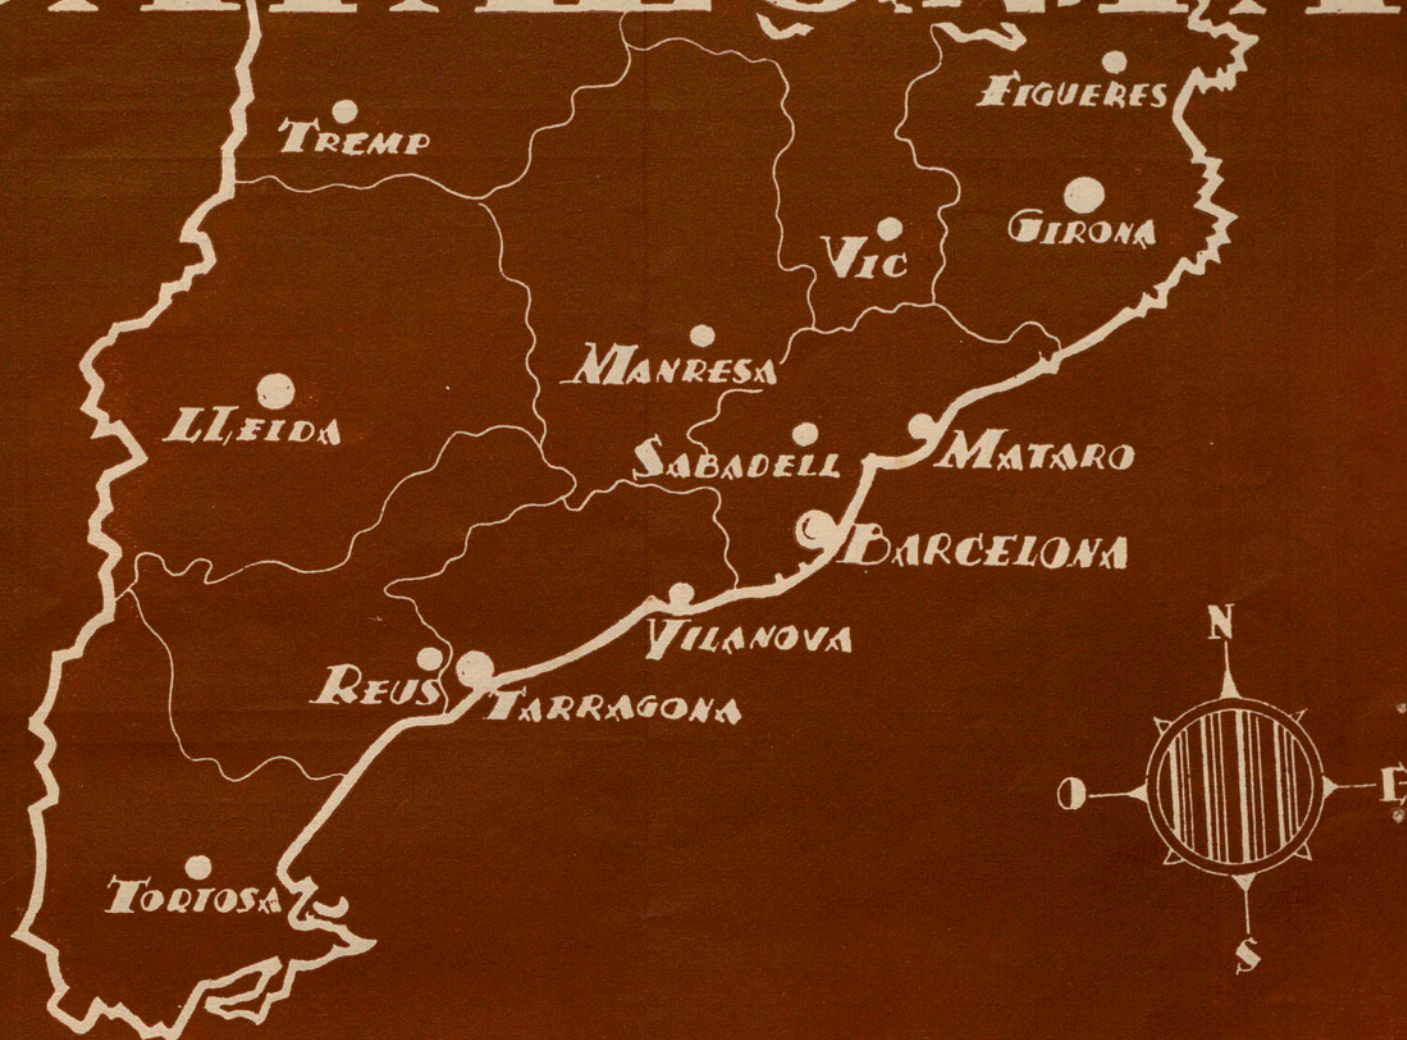 FIGUERES
TREMP
GIRONA
VIC
MANRESA
LLEIDA
SABADELL
MATARO
BARCELONA
VILANOVA
REUS
TARRAGONA
TORTOSA
N
O
E
S